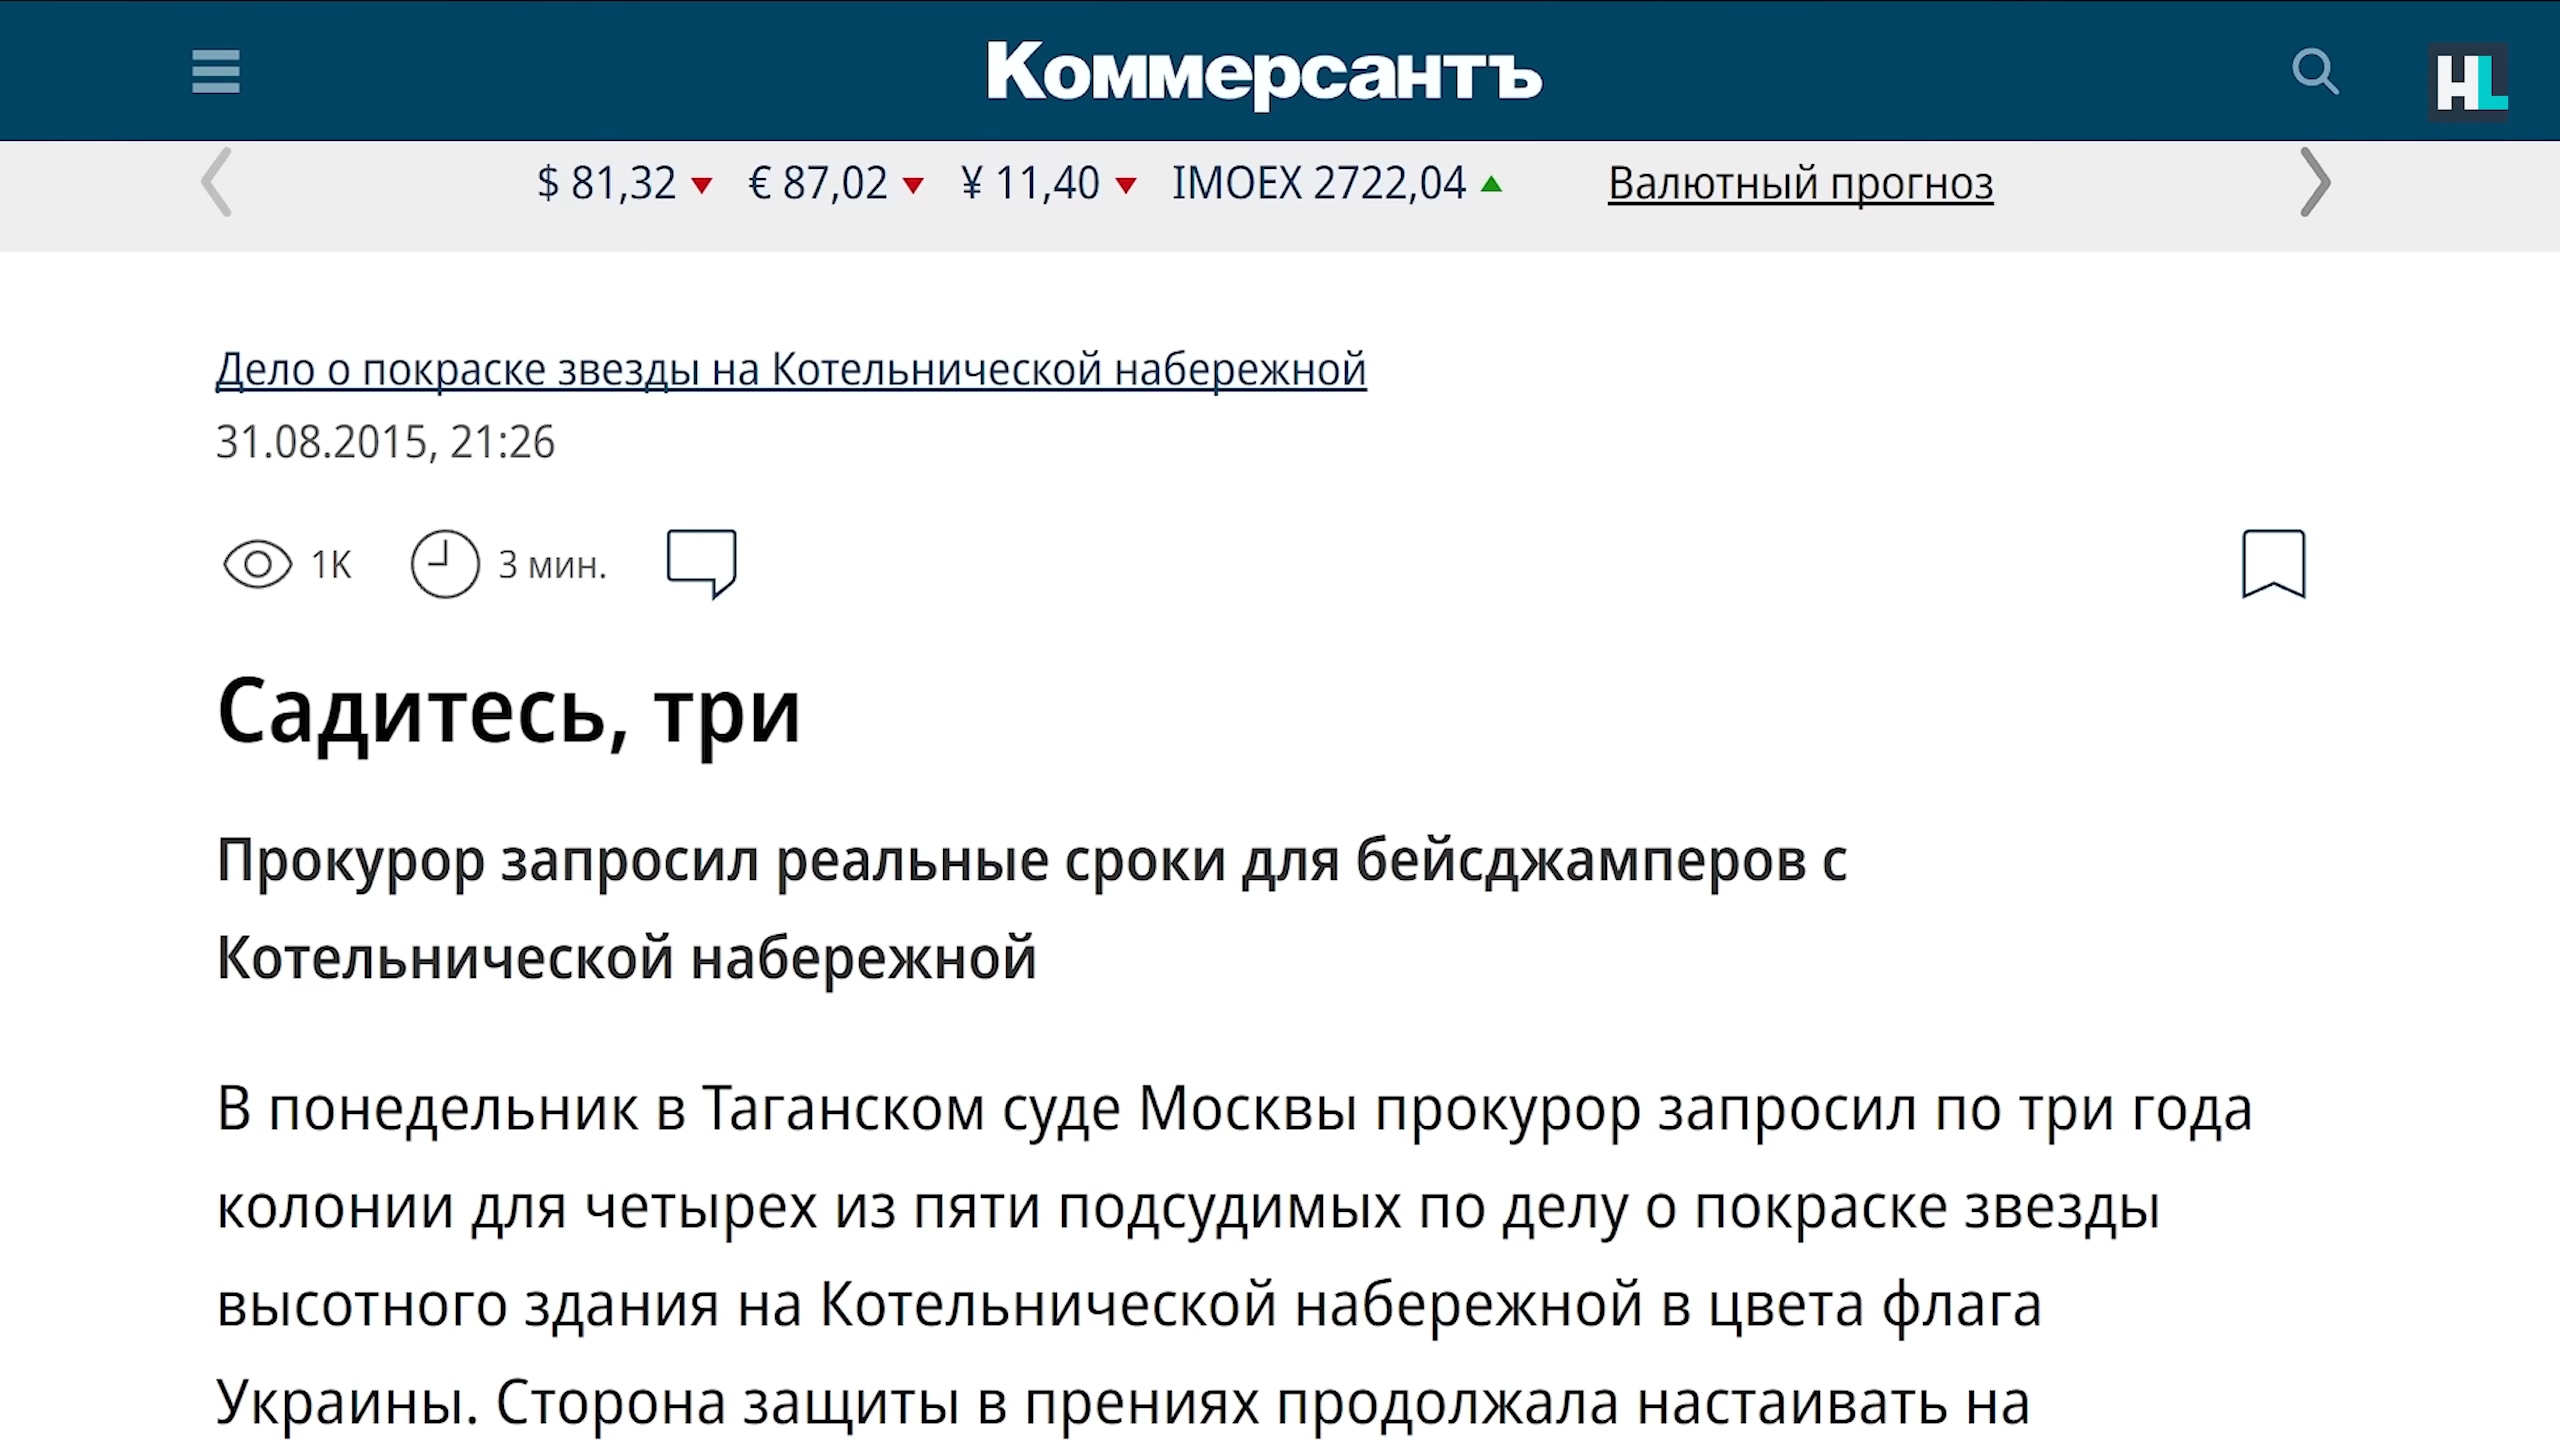 Коммерсантъ
HL
$ 81,32 ▼ € 87,02 ▼ ¥ 11,40 ▼ IMOEX 2722,04 ▲ Валютный прогноз
Дело о покраске звезды на Котельнической набережной
31.08.2015, 21:26
1K 3 мин.
Садитесь, три
Прокурор запросил реальные сроки для бейсджамперов с
Котельнической набережной
В понедельник в Таганском суде Москвы прокурор запросил по три года
колонии для четырех из пяти подсудимых по делу о покраске звезды
высотного здания на Котельнической набережной в цвета флага
Украины. Сторона защиты в прениях продолжала настаивать на